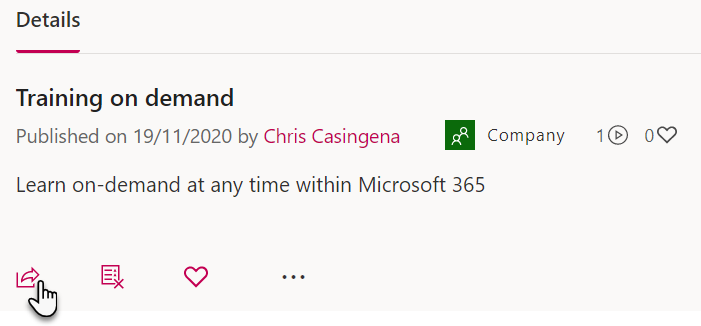 Details
Training on demand
Published on 19/11/2020 by Chris Casingena Company 1 0
Learn on-demand at any time within Microsoft 365